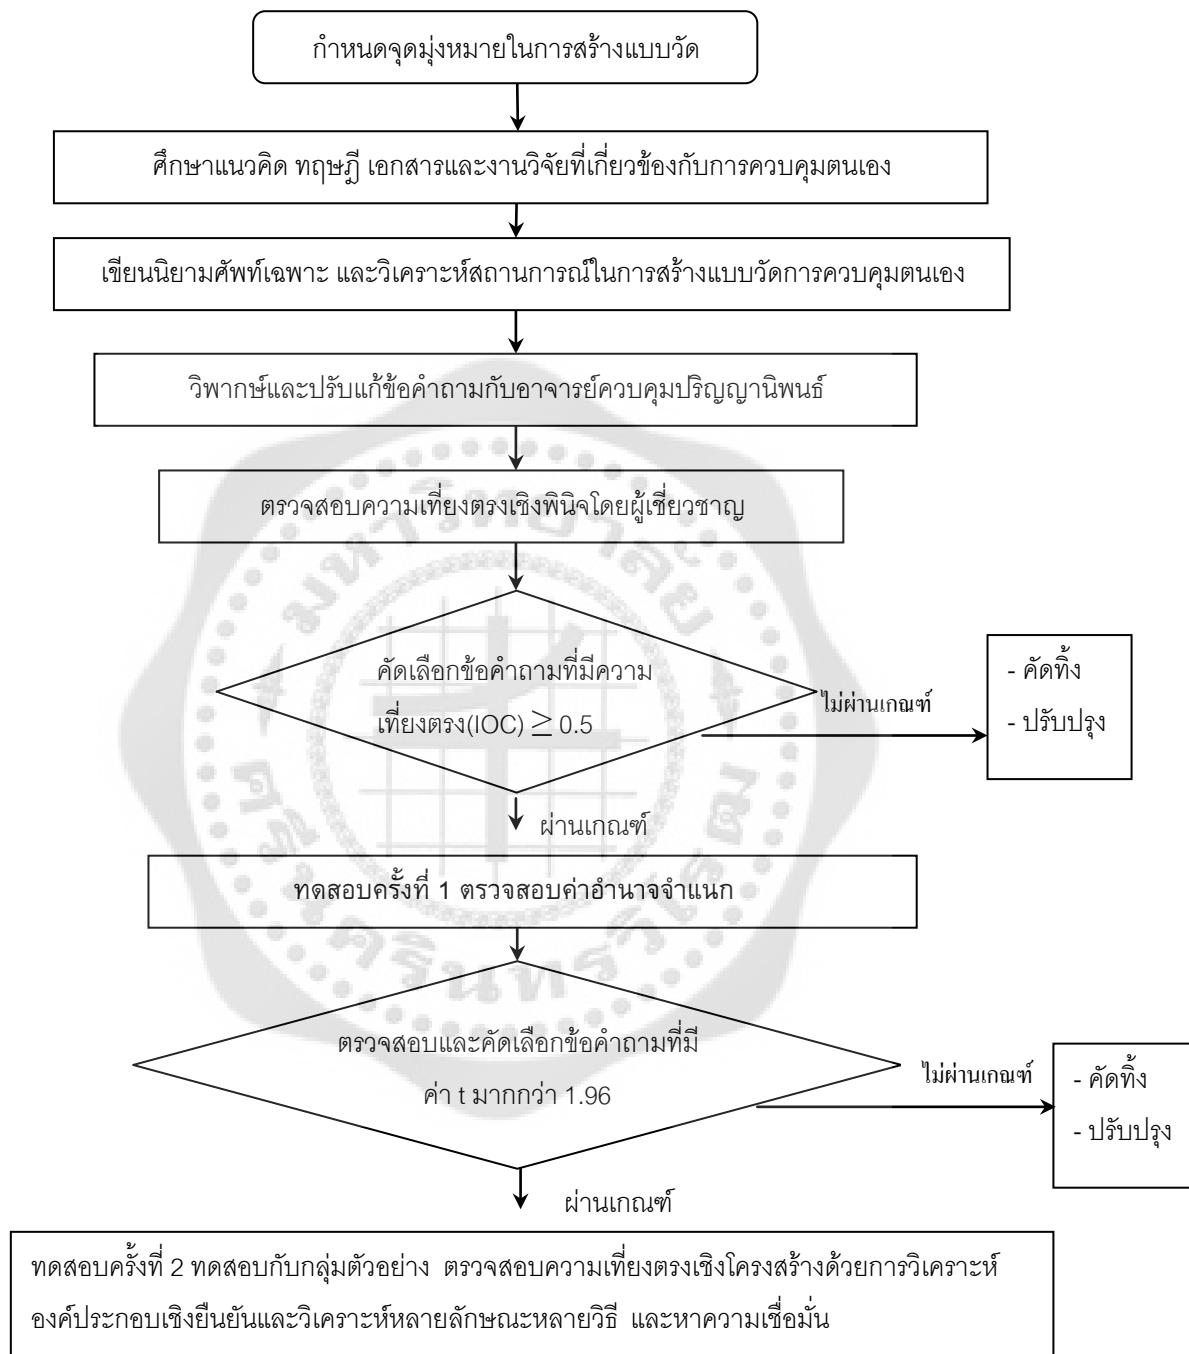 กำหนดจุดมุ่งหมายในการสร้างแบบวัด
ศึกษาแนวคิด ทฤษฎี เอกสารและงานวิจัยที่เกี่ยวข้องกับการควบคุมตนเอง
เขียนนิยามศัพท์เฉพาะ และวิเคราะห์สถานการณ์ในการสร้างแบบวัดการควบคุมตนเอง
วิพากษ์และปรับแก้ข้อคำถามกับอาจารย์ควบคุมปริญญานิพนธ์
ตรวจสอบความเที่ยงตรงเชิงพินิจโดยผู้เชี่ยวชาญ
คัดเลือกข้อคำถามที่มีความ
เที่ยงตรง(IOC) ≥ 0.5
ไม่ผ่านเกณฑ์
- คัดทิ้ง
- ปรับปรุง
ผ่านเกณฑ์
ทดสอบครั้งที่ 1 ตรวจสอบค่าอำนาจจำแนก
ตรวจสอบและคัดเลือกข้อคำถามที่มี
ค่า t มากกว่า 1.96
ไม่ผ่านเกณฑ์
- คัดทิ้ง
- ปรับปรุง
ผ่านเกณฑ์
ทดสอบครั้งที่ 2 ทดสอบกับกลุ่มตัวอย่าง ตรวจสอบความเที่ยงตรงเชิงโครงสร้างด้วยการวิเคราะห์
องค์ประกอบเชิงยืนยันและวิเคราะห์หลายลักษณะหลายวิธี และหาความเชื่อมั่น
มหาวิทยาลัย
ศรีนครินทรวิโรฒ